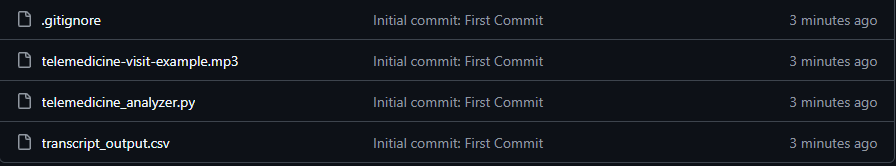 .gitignore Initial commit: First Commit 3 minutes ago
telemedicine-visit-example.mp3 Initial commit: First Commit 3 minutes ago
telemedicine_analyzer.py Initial commit: First Commit 3 minutes ago
transcript_output.csv Initial commit: First Commit 3 minutes ago